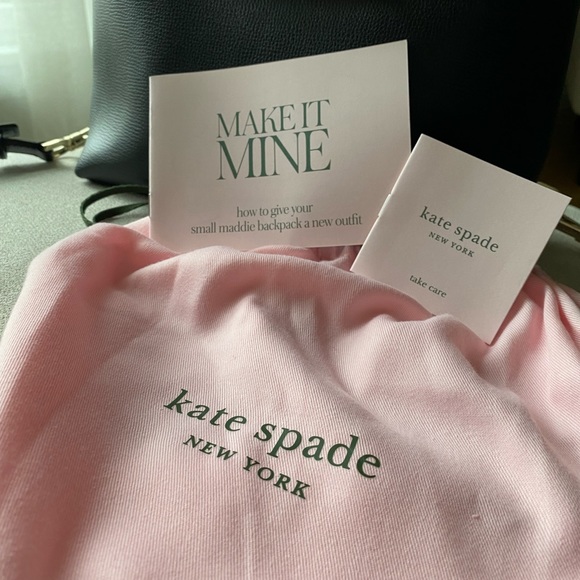 MAKE IT
MINE
how to give your
small maddie backpack a new outfit
kate spade
NEW YORK
take care
kate spade
NEW YORK